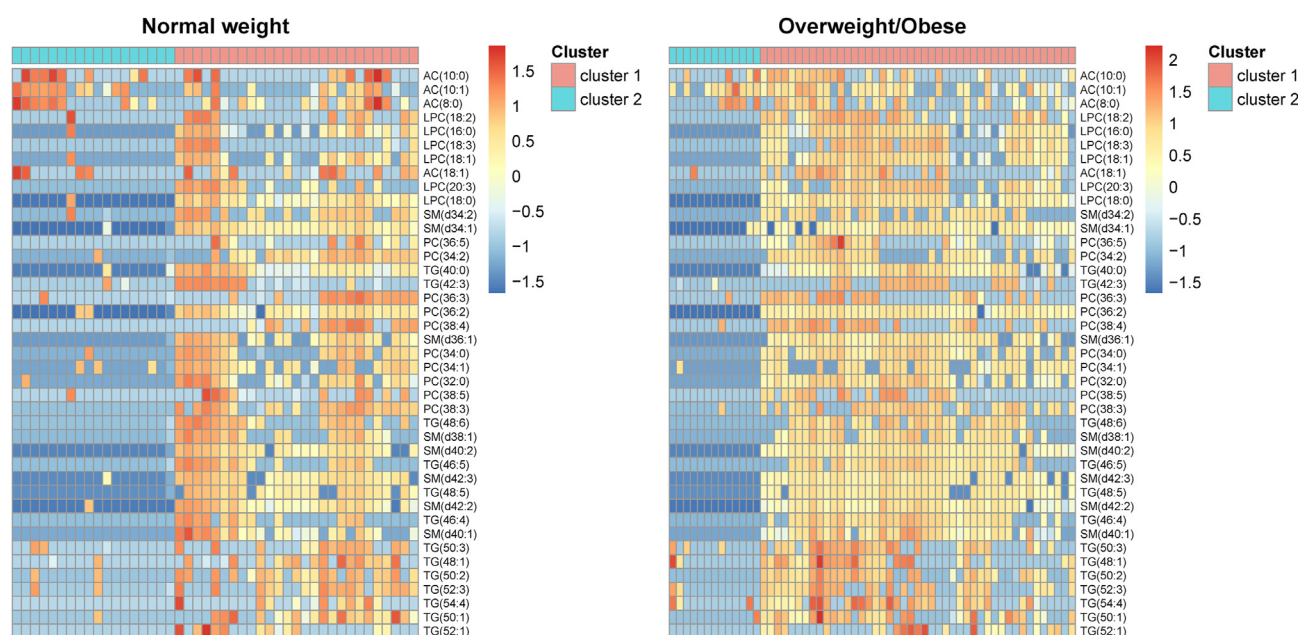 Normal weight
Overweight/Obese
AC(10:0)
AC(10:1)
AC(8:0)
LPC(18:2)
LPC(16:0)
LPC(18:3)
LPC(18:1)
AC(18:1)
LPC(20:3)
LPC(18:0)
SM(d34:2)
SM(d34:1)
PC(36:5)
PC(34:2)
TG(40:0)
TG(42:3)
PC(36:3)
PC(36:2)
PC(38:4)
SM(d36:1)
PC(34:0)
PC(34:1)
PC(32:0)
PC(38:5)
PC(38:3)
TG(48:6)
SM(d38:1)
SM(d40:2)
TG(46:5)
SM(d42:3)
TG(48:5)
SM(d42:2)
TG(46:4)
SM(d40:1)
TG(50:3)
TG(48:1)
TG(50:2)
TG(52:3)
TG(54:4)
TG(50:1)
TG(52:1)
1.5
1
0.5
0
−0.5
−1
−1.5
Cluster
cluster 1
cluster 2
AC(10:0)
AC(10:1)
AC(8:0)
LPC(18:2)
LPC(16:0)
LPC(18:3)
LPC(18:1)
AC(18:1)
LPC(20:3)
LPC(18:0)
SM(d34:2)
SM(d34:1)
PC(36:5)
PC(34:2)
TG(40:0)
TG(42:3)
PC(36:3)
PC(36:2)
PC(38:4)
SM(d36:1)
PC(34:0)
PC(34:1)
PC(32:0)
PC(38:5)
PC(38:3)
TG(48:6)
SM(d38:1)
SM(d40:2)
TG(46:5)
SM(d42:3)
TG(48:5)
SM(d42:2)
TG(46:4)
SM(d40:1)
TG(50:3)
TG(48:1)
TG(50:2)
TG(52:3)
TG(54:4)
TG(50:1)
TG(52:1)
2
1.5
1
0.5
0
−0.5
−1
−1.5
Cluster
cluster 1
cluster 2